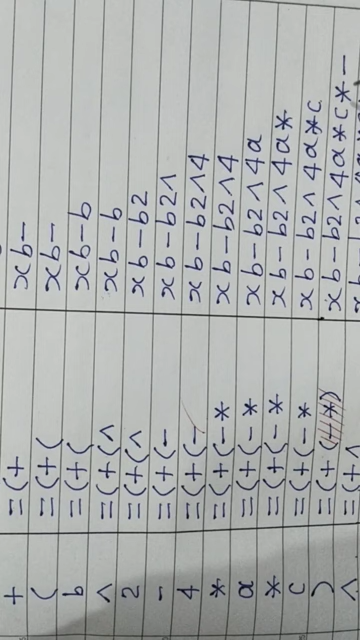 + =(+ xb-
( =(+( xb-
b =(+( xb-b
^ =(+(^ xb-b
2 =(+(^ xb-b2
- =(+(- xb-b2^
4 =(+(- xb-b2^4
* =(+(-* xb-b2^4
a =(+(-* xb-b2^4a
* =(+(-* xb-b2^4a*
c =(+(-* xb-b2^4a*c
) =(+ xb-b2^4a*c*-
^ =(+^